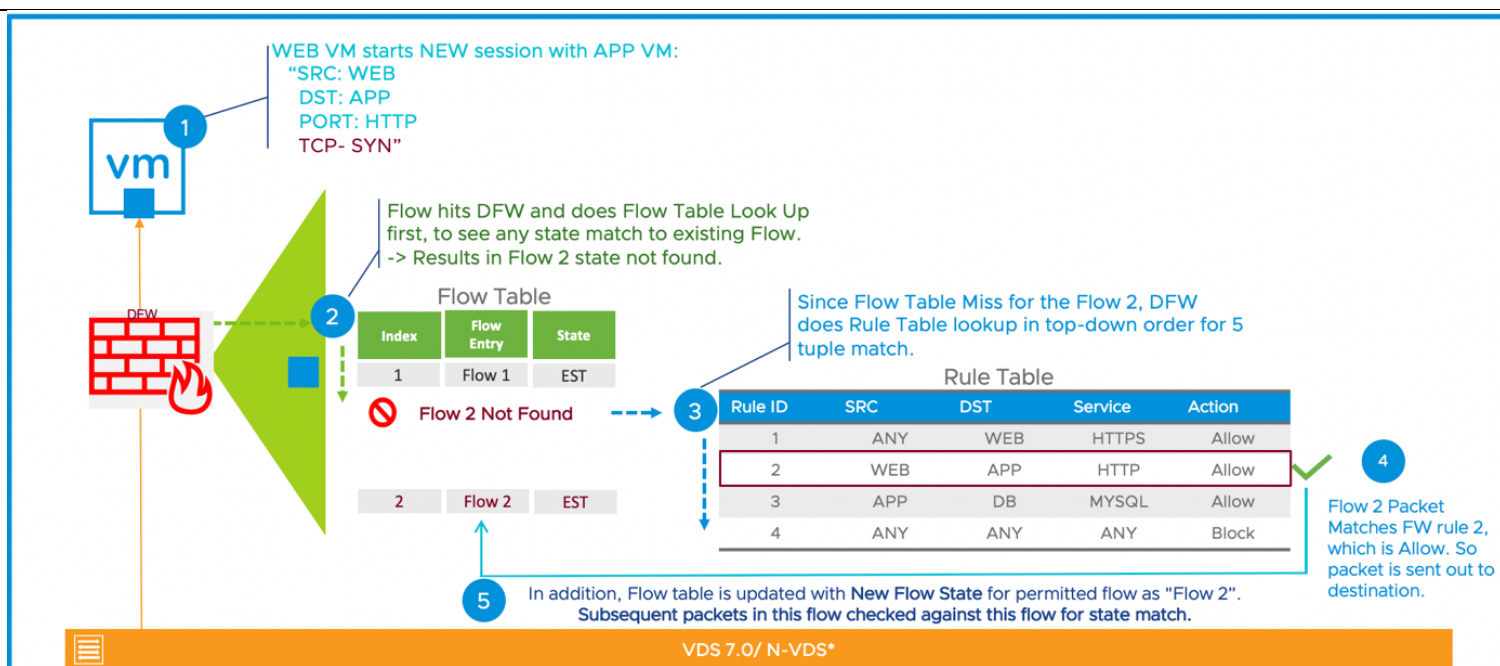 WEB VM starts NEW session with APP VM:
“SRC: WEB
DST: APP
PORT: HTTP
TCP- SYN”
1
vm
Flow hits DFW and does Flow Table Look Up
first, to see any state match to existing Flow.
-> Results in Flow 2 state not found.
DFW
2
Flow Table
Index Flow Entry State
1 Flow 1 EST
Flow 2 Not Found
2 Flow 2 EST
Since Flow Table Miss for the Flow 2, DFW
does Rule Table lookup in top-down order for 5
tuple match.
3
Rule Table
Rule ID SRC DST Service Action
1 ANY WEB HTTPS Allow
2 WEB APP HTTP Allow
3 APP DB MYSQL Allow
4 ANY ANY ANY Block
4
Flow 2 Packet
Matches FW rule 2,
which is Allow. So
packet is sent out to
destination.
5
In addition, Flow table is updated with New Flow State for permitted flow as "Flow 2".
Subsequent packets in this flow checked against this flow for state match.
VDS 7.0/ N-VDS*